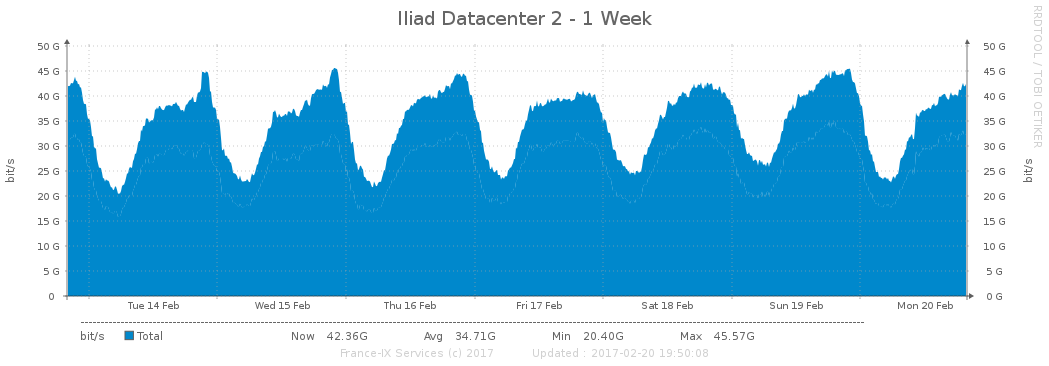 Iliad Datacenter 2 - 1 Week
RRDTOOL / TOBI OETIKER
50 G 50 G
45 G 45 G
40 G 40 G
35 G 35 G
30 G 30 G
25 G 25 G
20 G 20 G
15 G 15 G
10 G 10 G
5 G 5 G
0 0 G
bit/s bit/s
Tue 14 Feb Wed 15 Feb Thu 16 Feb Fri 17 Feb Sat 18 Feb Sun 19 Feb Mon 20 Feb
bit/s Total Now 42.36G Avg 34.71G Min 20.40G Max 45.57G
France-IX Services (c) 2017 Updated : 2017-02-20 19:50:08